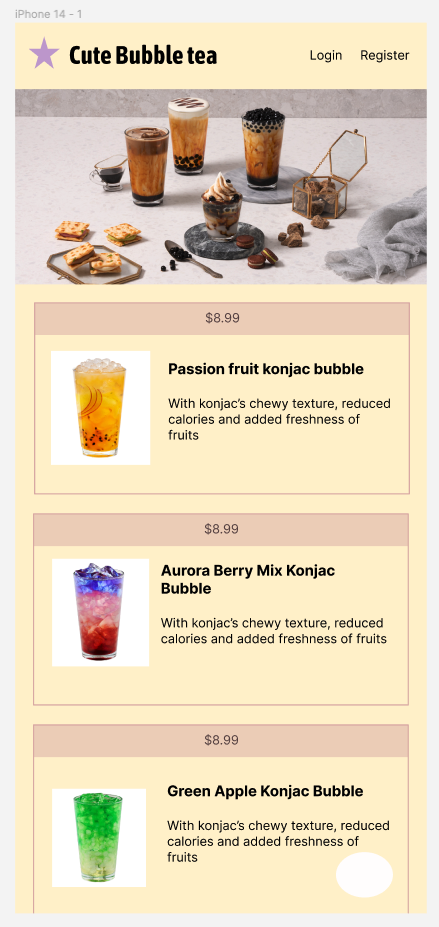 iPhone 14 - 1
Cute Bubble tea
Login Register
$8.99
Passion fruit konjac bubble
With konjac’s chewy texture, reduced
calories and added freshness of
fruits
$8.99
Aurora Berry Mix Konjac
Bubble
With konjac’s chewy texture, reduced
calories and added freshness of fruits
$8.99
Green Apple Konjac Bubble
With konjac’s chewy texture, reduced
calories and added freshness of
fruits